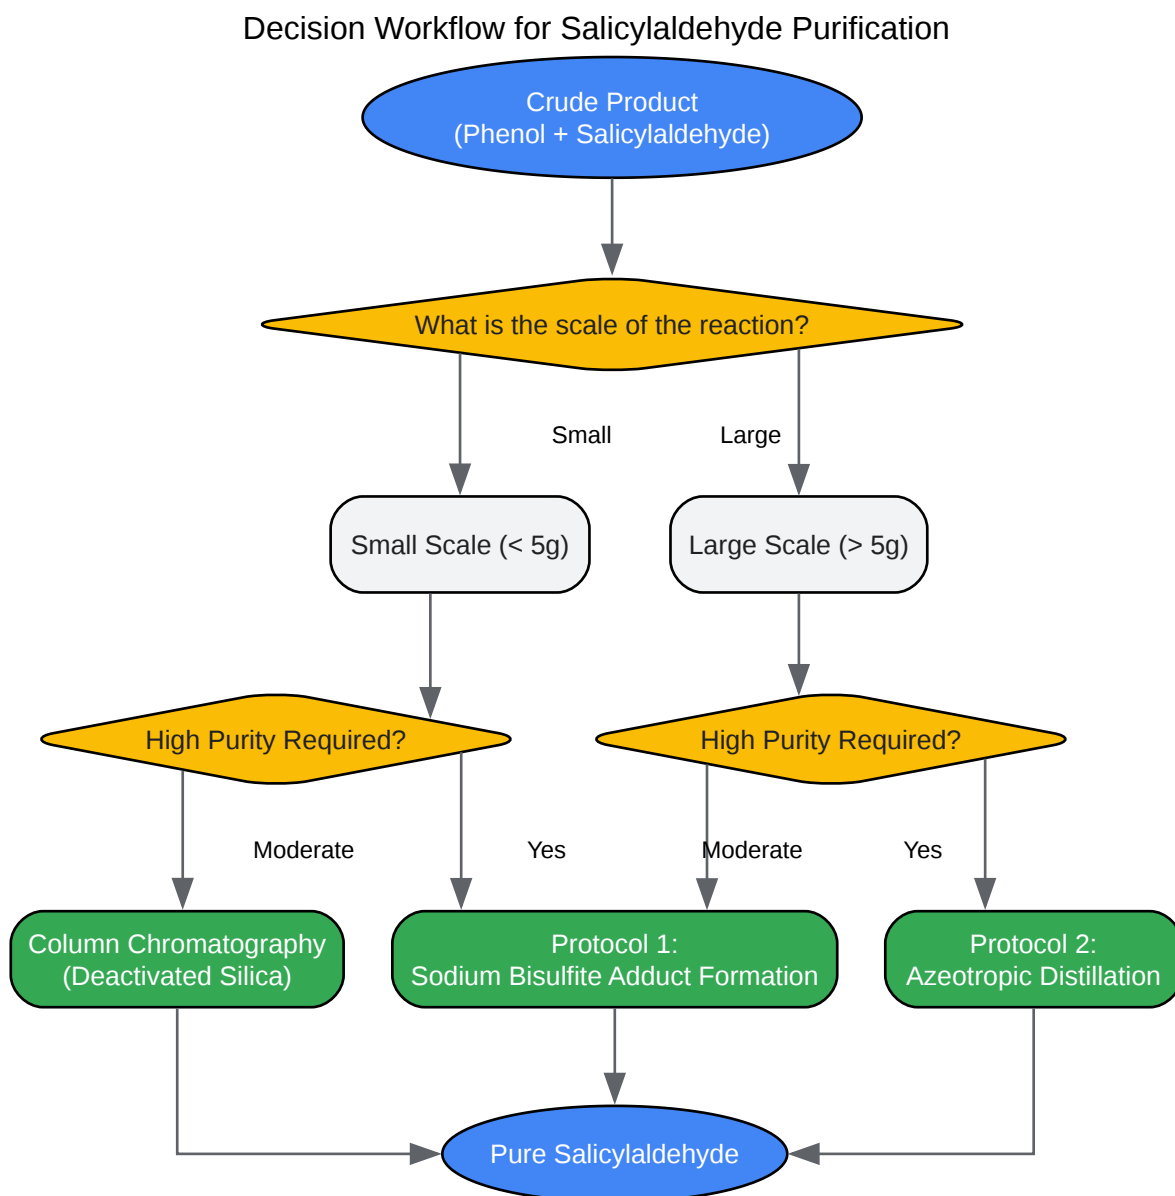 Decision Workflow for Salicylaldehyde Purification
Crude Product
(Phenol + Salicylaldehyde)
What is the scale of the reaction?
Small
Large
Small Scale (< 5g)
Large Scale (> 5g)
High Purity Required?
High Purity Required?
Moderate
Yes
Moderate
Yes
Column Chromatography
(Deactivated Silica)
Protocol 1:
Sodium Bisulfite Adduct Formation
Protocol 2:
Azeotropic Distillation
Pure Salicylaldehyde